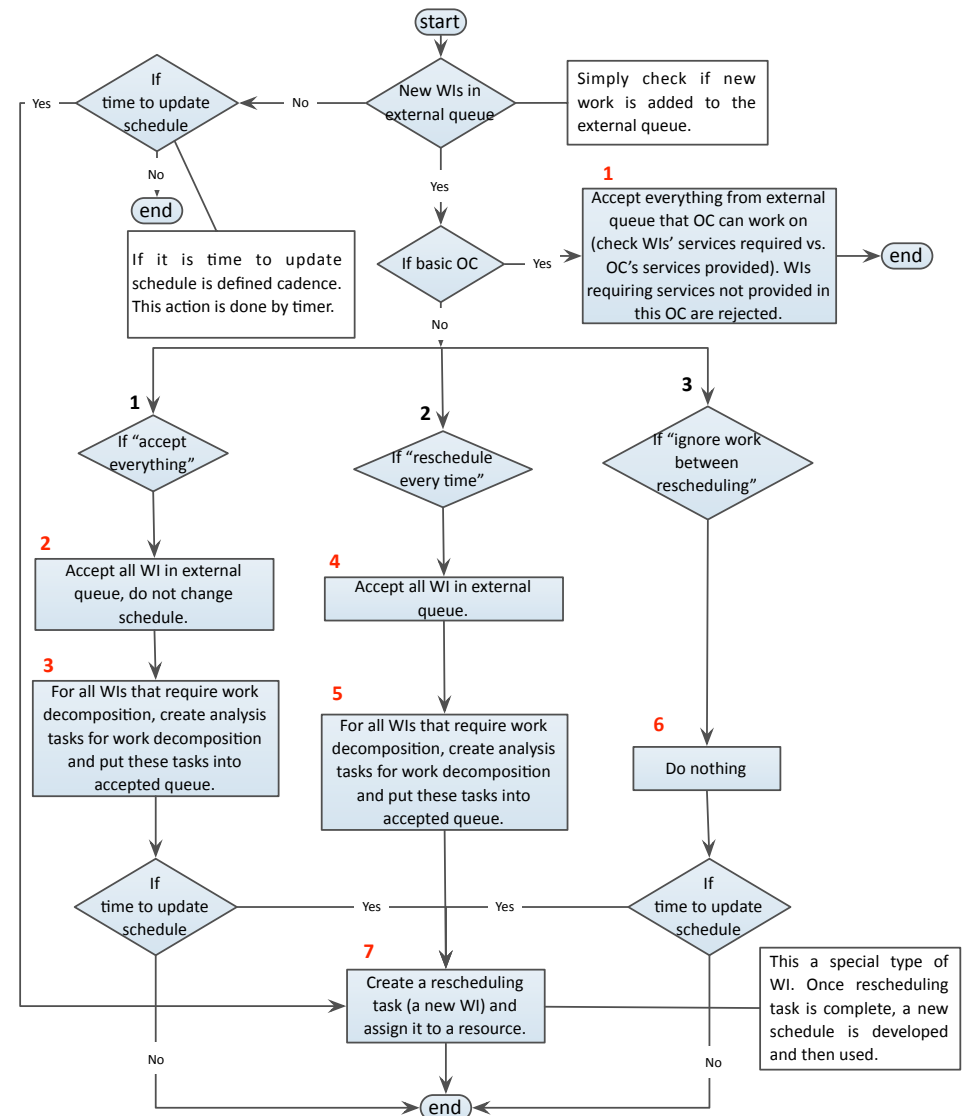 start
If
time to update
schedule
Yes
No
New WIs in
external queue
Simply check if new
work is added to the
external queue.
No
end
Yes
1
If it is time to update
schedule is defined cadence.
This action is done by timer.
If basic OC
Yes
Accept everything from external
queue that OC can work on
(check WIs' services required vs.
OC's services provided). WIs
requiring services not provided in
this OC are rejected.
end
No
1
2
3
If "accept
everything"
If "reschedule
every time"
If "ignore work
between
rescheduling"
2
Accept all WI in external
queue, do not change
schedule.
4
Accept all WI in external
queue.
3
For all WIs that require work
decomposition, create analysis
tasks for work decomposition
and put these tasks into
accepted queue.
5
For all WIs that require work
decomposition, create analysis
tasks for work decomposition
and put these tasks into
accepted queue.
6
Do nothing
If
time to update
schedule
Yes
Yes
If
time to update
schedule
7
Create a rescheduling
task (a new WI) and
assign it to a resource.
This a special type of
WI. Once rescheduling
task is complete, a new
schedule is developed
and then used.
No
No
end